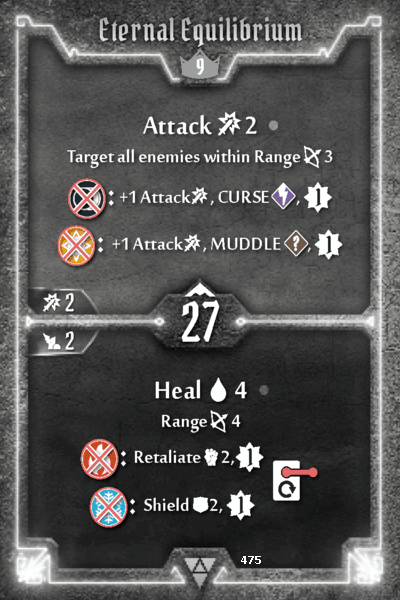 Eternal Equilibrium
9
Attack 2
Target all enemies within Range 3
: +1 Attack, CURSE, 1
: +1 Attack, MUDDLE ?, 1
2
27
2
Heal 4
Range 4
: Retaliate 2, 1
: Shield 2, 1
475